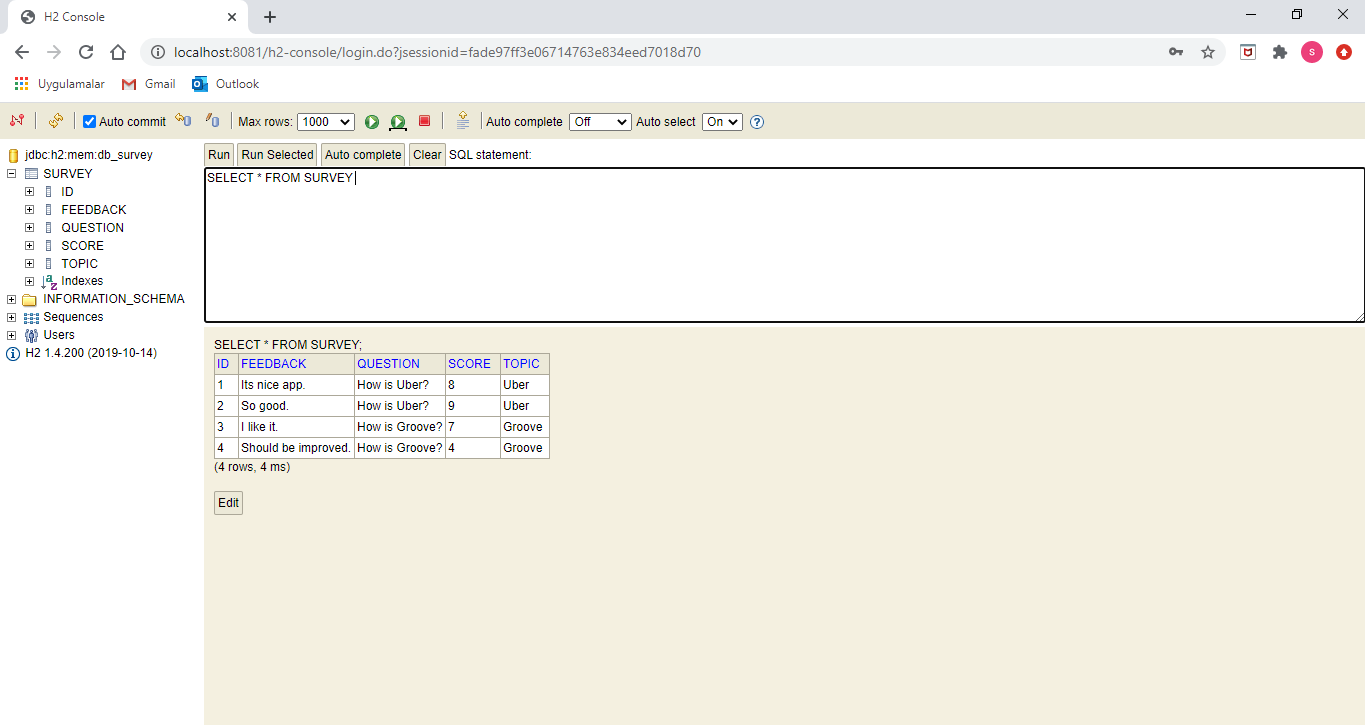 H2 Console
localhost:8081/h2-console/login.do?jsessionid=fade97ff3e06714763e834eed7018d70
S
Uygulamalar Gmail Outlook
Auto commit Max rows: 1000 Auto complete Off Auto select On ?
jdbc:h2:mem:db_survey
SURVEY
ID
FEEDBACK
QUESTION
SCORE
TOPIC
Indexes
INFORMATION_SCHEMA
Sequences
Users
H2 1.4.200 (2019-10-14)
Run Run Selected Auto complete Clear SQL statement:
SELECT * FROM SURVEY
SELECT * FROM SURVEY;
ID FEEDBACK QUESTION SCORE TOPIC
1 Its nice app. How is Uber? 8 Uber
2 So good. How is Uber? 9 Uber
3 I like it. How is Groove? 7 Groove
4 Should be improved. How is Groove? 4 Groove
(4 rows, 4 ms)
Edit